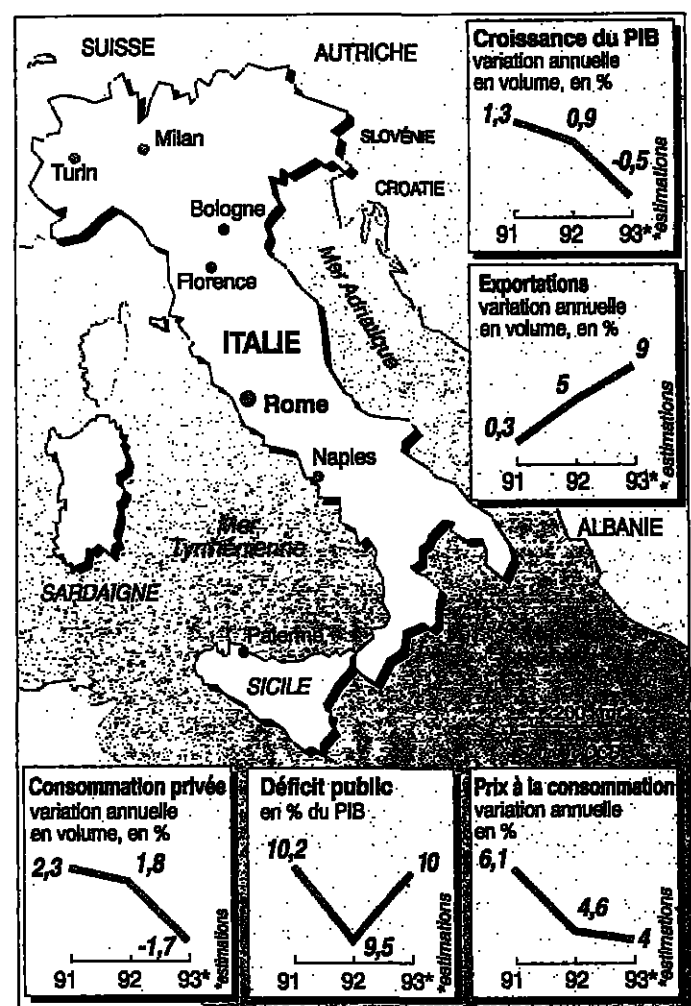 SUISSE
AUTRICHE
SLOVÉNIE
CROATIE
Milan
Turin
Bologne
Florence
Mer Adriatique
ITALIE
Rome
Naples
Mer
Tyrrhénienne
ALBANIE
SARDAIGNE
Palerme
SICILE
Croissance du PIB
variation annuelle
en volume, en %
1,3
0,9
-0,5
91 92 93*
*estimations
Exportations
variation annuelle
en volume, en %
9
5
0,3
91 92 93*
*estimations
Consommation privée
variation annuelle
en volume, en %
2,3
1,8
-1,7
91 92 93*
*estimations
Déficit public
en % du PIB
10,2
10
9,5
91 92 93*
*estimations
Prix à la consommation
variation annuelle
en %
6,1
4,6
4
91 92 93*
*estimations